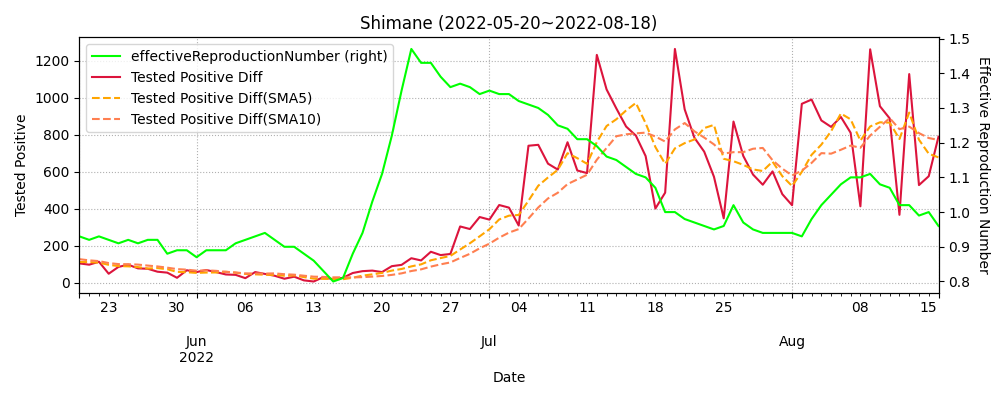 Shimane (2022-05-20~2022-08-18)
effectiveReproductionNumber (right)
Tested Positive Diff
Tested Positive Diff(SMA5)
Tested Positive Diff(SMA10)
Tested Positive
1200
1000
800
600
400
200
0
1.5
1.4
1.3
1.2
1.1
1.0
0.9
0.8
Effective Reproduction Number
23 30 06 13 20 27 04 11 18 25 08 15
Jun Jul Aug
2022
Date